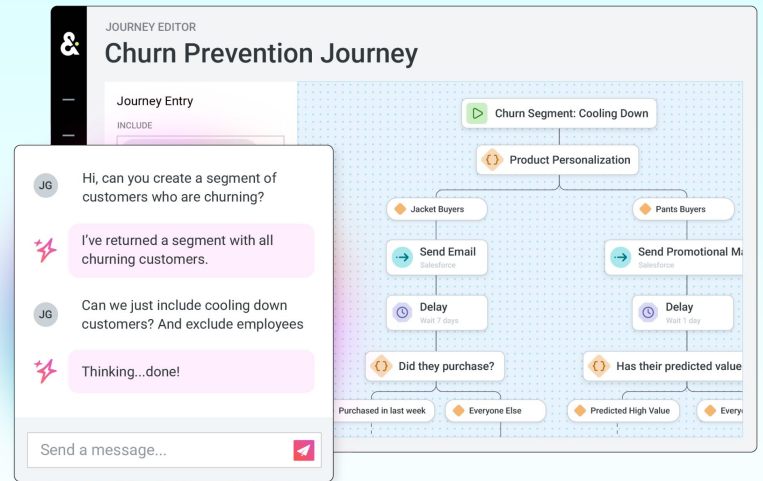 &
JOURNEY EDITOR
Churn Prevention Journey
Journey Entry
INCLUDE
JG
Hi, can you create a segment of
customers who are churning?
I've returned a segment with all
churning customers.
JG
Can we just include cooling down
customers? And exclude employees
Thinking...done!
Send a message...
Churn Segment: Cooling Down
Product Personalization
Jacket Buyers
Pants Buyers
Send Email
Salesforce
Send Promotional
Salesforce
Delay
Wait 7 days
Delay
Wait 1 day
Did they purchase?
Has their predicted value
Purchased in last week
Everyone Else
Predicted High Value